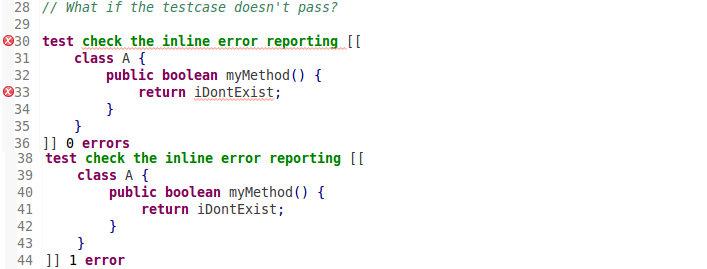 28 // What if the testcase doesn't pass?
29
30 test check the inline error reporting [[
31     class A {
32         public boolean myMethod() {
33             return iDontExist;
34         }
35     }
36 ]] 0 errors
38 test check the inline error reporting [[
39     class A {
40         public boolean myMethod() {
41             return iDontExist;
42         }
43     }
44 ]] 1 error